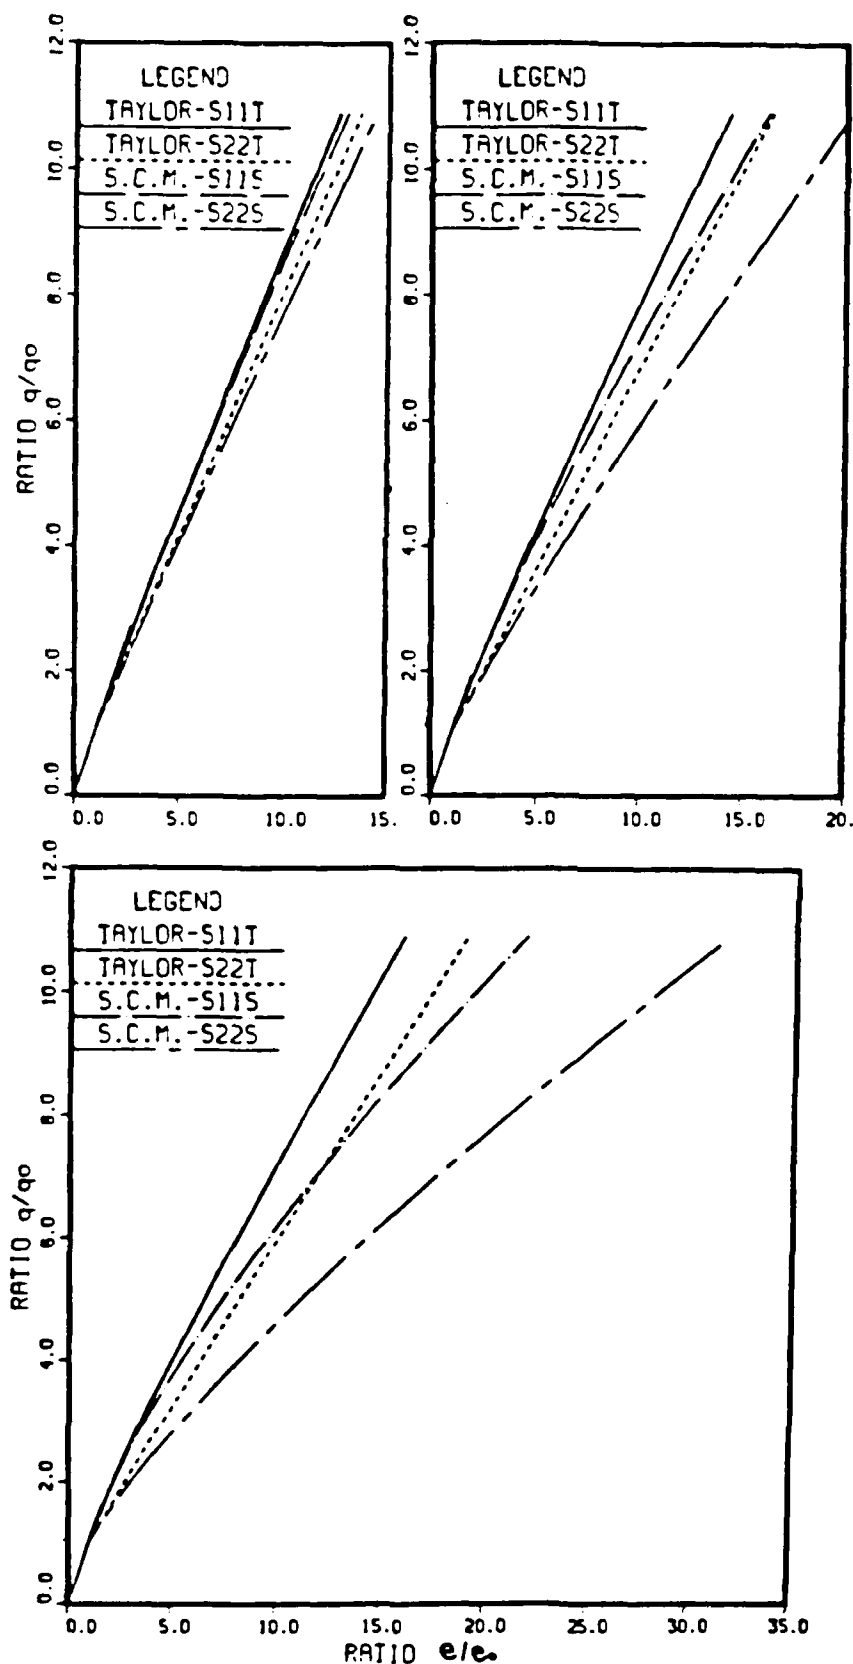 12.0
10.0
8.0
6.0
4.0
2.0
0.0
RATIO q/qo
LEGEND
TAYLOR-S11T
TAYLOR-S22T
S.C.M.-S11S
S.C.M.-S22S
0.0 5.0 10.0 15.
12.0
10.0
8.0
6.0
4.0
2.0
0.0
LEGEND
TAYLOR-S11T
TAYLOR-S22T
S.C.M.-S11S
S.C.M.-S22S
0.0 5.0 10.0 15.0 20.
12.0
10.0
8.0
6.0
4.0
2.0
0.0
RATIO q/qo
LEGEND
TAYLOR-S11T
TAYLOR-S22T
S.C.M.-S11S
S.C.M.-S22S
0.0 5.0 10.0 15.0 20.0 25.0 30.0 35.0
RATIO e/eo